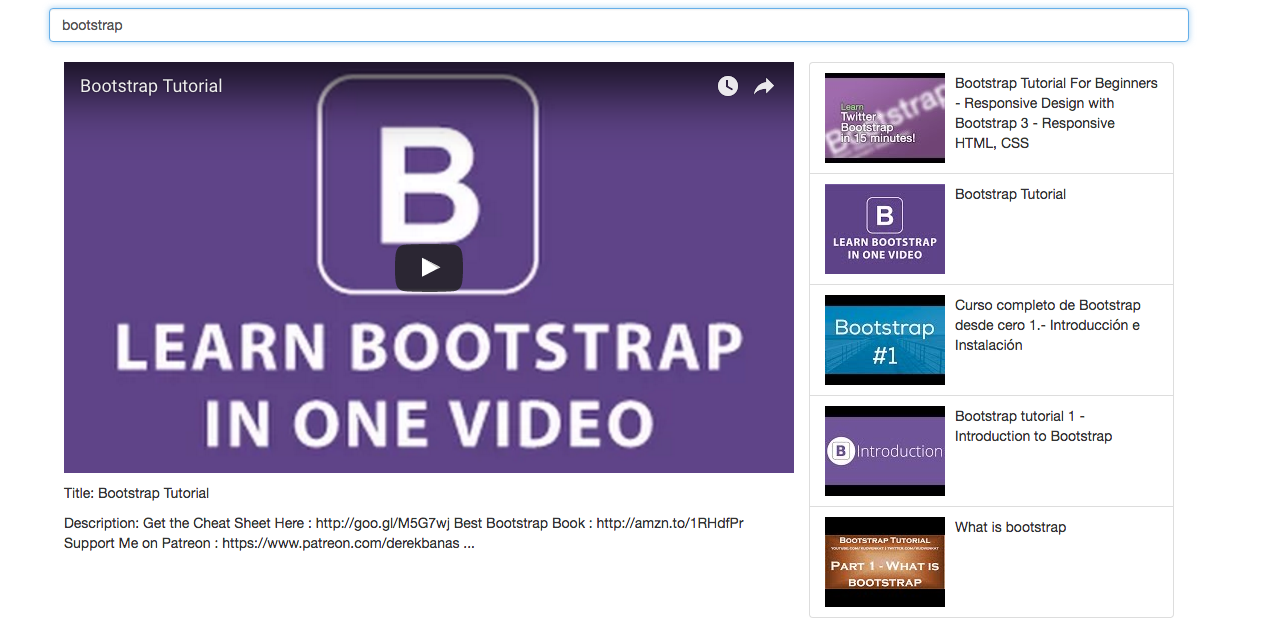 bootstrap
Bootstrap Tutorial
B
LEARN BOOTSTRAP
IN ONE VIDEO
Title: Bootstrap Tutorial
Description: Get the Cheat Sheet Here : http://goo.gl/M5G7wj Best Bootstrap Book : http://amzn.to/1RHdfPr
Support Me on Patreon : https://www.patreon.com/derekbanas ...
Bootstrap
Learn
Twitter
Bootstrap
in 15 minutes!
Bootstrap Tutorial For Beginners
- Responsive Design with
Bootstrap 3 - Responsive
HTML, CSS
B
LEARN BOOTSTRAP
IN ONE VIDEO
Bootstrap Tutorial
Bootstrap
#1
Curso completo de Bootstrap
desde cero 1.- Introducción e
Instalación
B Introduction
Bootstrap tutorial 1 -
Introduction to Bootstrap
BOOTSTRAP TUTORIAL
PART 1 - WHAT IS
BOOTSTRAP
What is bootstrap